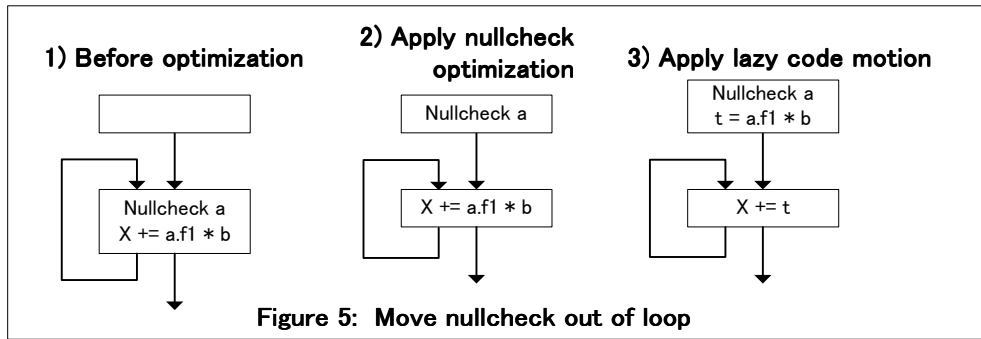 1) Before optimization
Nullcheck a
X += a.f1 * b
2) Apply nullcheck
optimization
Nullcheck a
X += a.f1 * b
3) Apply lazy code motion
Nullcheck a
t = a.f1 * b
X += t
Figure 5: Move nullcheck out of loop